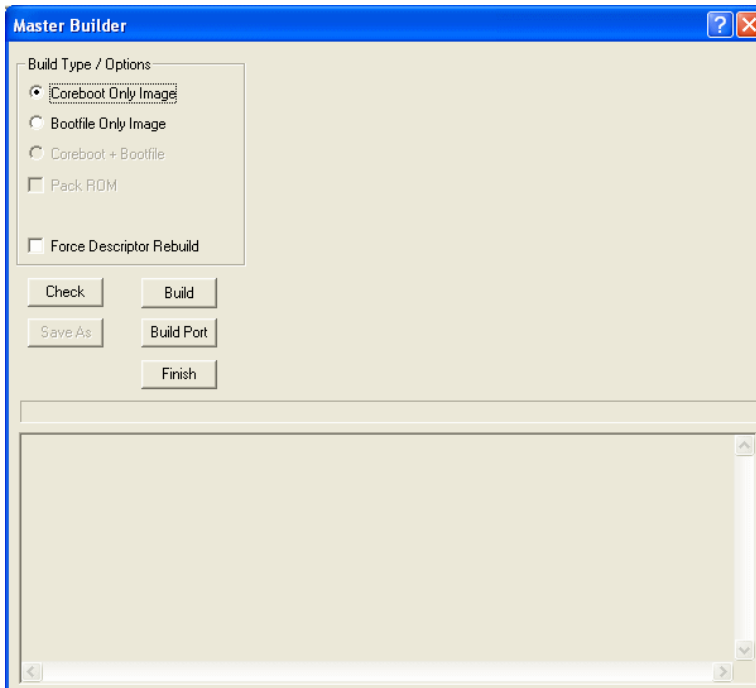 Master Builder
Build Type / Options
Coreboot Only Image
Bootfile Only Image
Coreboot + Bootfile
Pack ROM
Force Descriptor Rebuild
Check Build
Save As Build Port
Finish